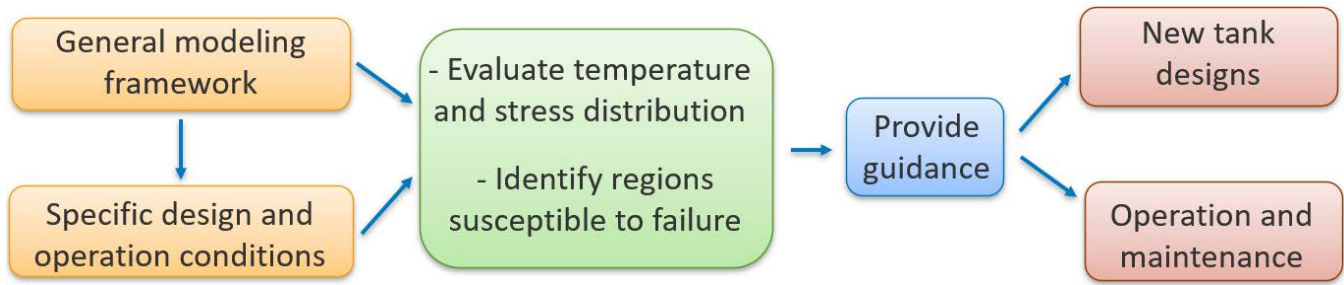 General modeling
framework
Specific design and
operation conditions
- Evaluate temperature
and stress distribution
- Identify regions
susceptible to failure
Provide
guidance
New tank
designs
Operation and
maintenance